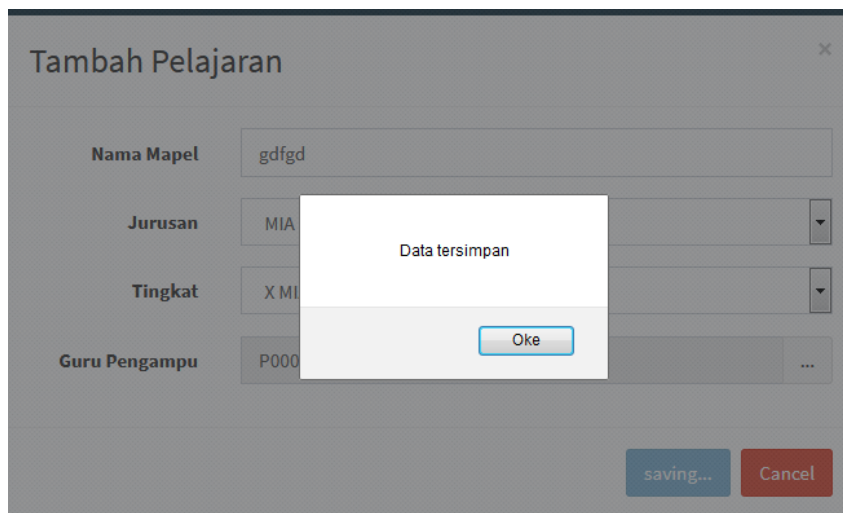 Tambah Pelajaran ×
Nama Mapel gdfgd
Jurusan MIA
Data tersimpan
Tingkat X MI
Oke
Guru Pengampu P000 ...
saving... Cancel